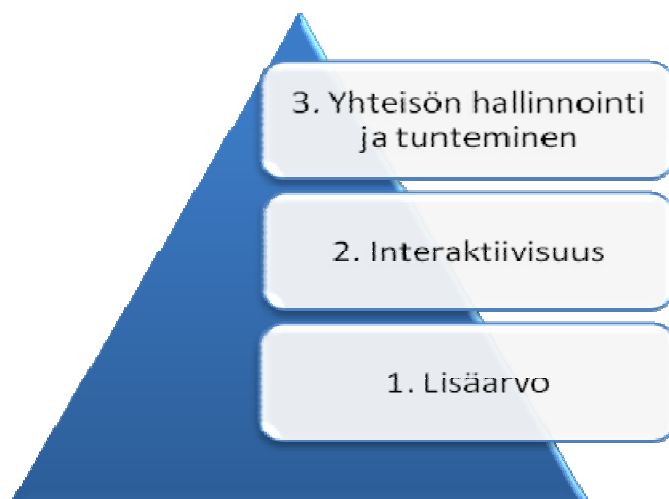 3. Yhteisön hallinnointi
ja tunteminen
2. Interaktiivisuus
1. Lisäarvo